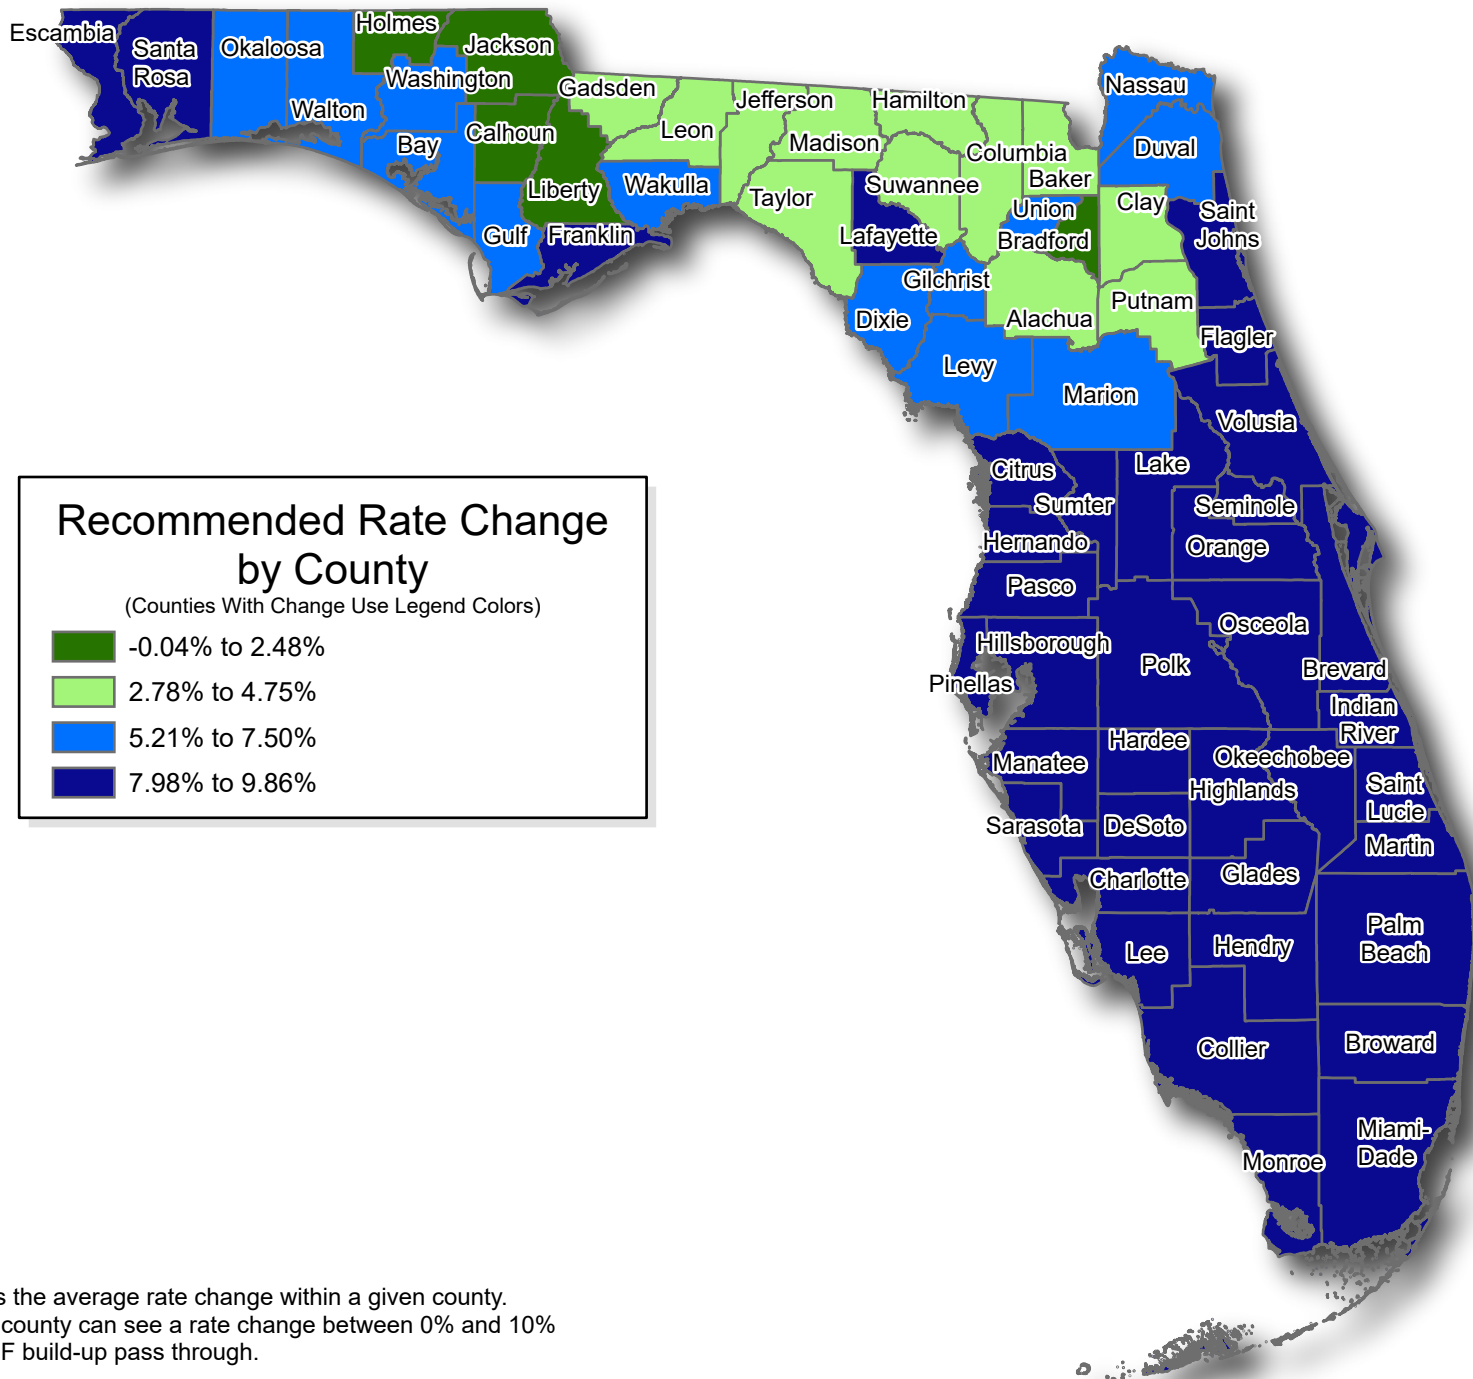 Escambia
Santa
Rosa
Okaloosa
Walton
Holmes
Jackson
Washington
Bay
Calhoun
Gadsden
Liberty
Gulf
Franklin
Leon
Wakulla
Jefferson
Madison
Hamilton
Taylor
Suwannee
Lafayette
Columbia
Baker
Union
Bradford
Nassau
Duval
Clay
Saint
Johns
Gilchrist
Dixie
Alachua
Putnam
Flagler
Levy
Marion
Volusia
Citrus
Lake
Sumter
Seminole
Hernando
Orange
Pasco
Osceola
Hillsborough
Polk
Pinellas
Brevard
Indian
River
Manatee
Hardee
Okeechobee
Highlands
Saint
Lucie
Sarasota
DeSoto
Martin
Charlotte
Glades
Lee
Hendry
Palm
Beach
Collier
Broward
Monroe
Miami-
Dade
Recommended Rate Change
by County
(Counties With Change Use Legend Colors)
-0.04% to 2.48%
2.78% to 4.75%
5.21% to 7.50%
7.98% to 9.86%
s the average rate change within a given county.
county can see a rate change between 0% and 10%
F build-up pass through.